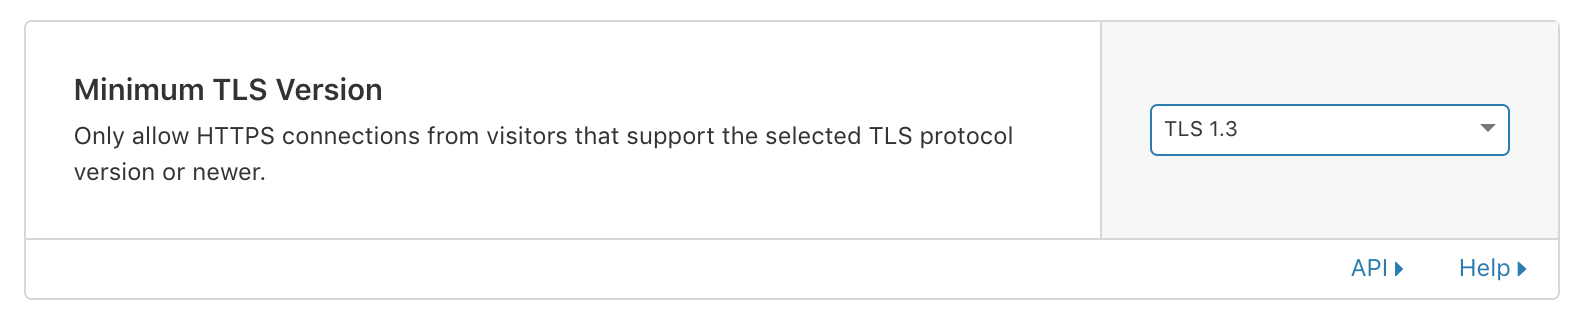 Minimum TLS Version
Only allow HTTPS connections from visitors that support the selected TLS protocol
version or newer.
TLS 1.3
API
Help